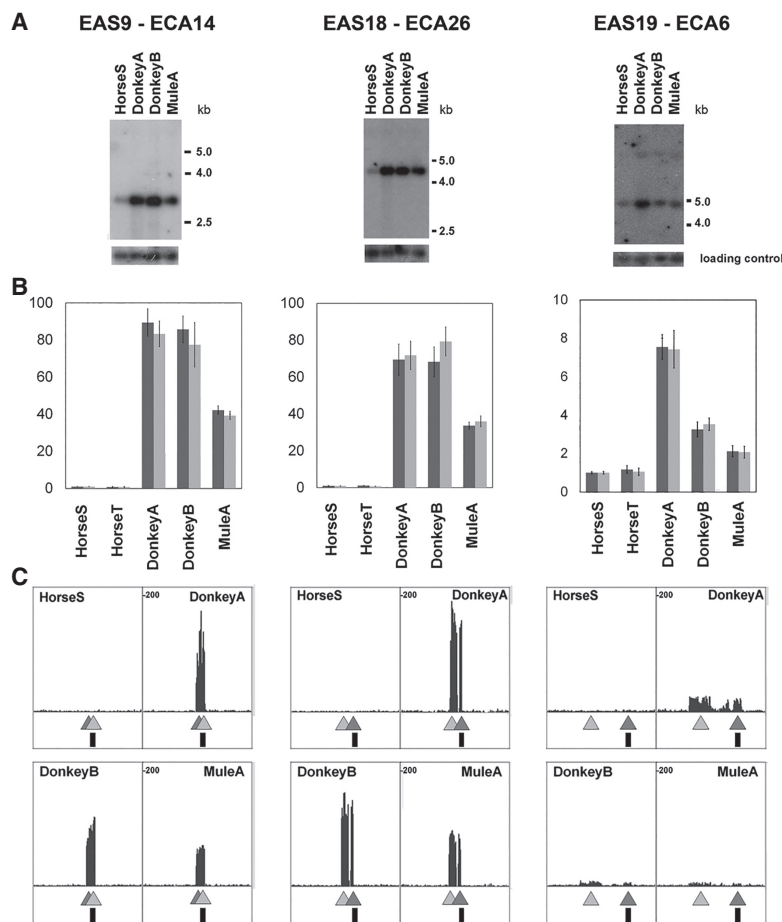 A
EAS9 - ECA14
EAS18 - ECA26
EAS19 - ECA6
HorseS
DonkeyA
DonkeyB
MuleA
kb
5.0
4.0
2.5
HorseS
DonkeyA
DonkeyB
MuleA
kb
5.0
4.0
2.5
HorseS
DonkeyA
DonkeyB
MuleA
kb
5.0
4.0
loading control
B
100
80
60
40
20
0
HorseS
HorseT
DonkeyA
DonkeyB
MuleA
100
80
60
40
20
0
HorseS
HorseT
DonkeyA
DonkeyB
MuleA
10
8
6
4
2
0
HorseS
HorseT
DonkeyA
DonkeyB
MuleA
C
HorseS
-200
DonkeyA
HorseS
-200
DonkeyA
HorseS
-200
DonkeyA
DonkeyB
-200
MuleA
DonkeyB
-200
MuleA
DonkeyB
-200
MuleA